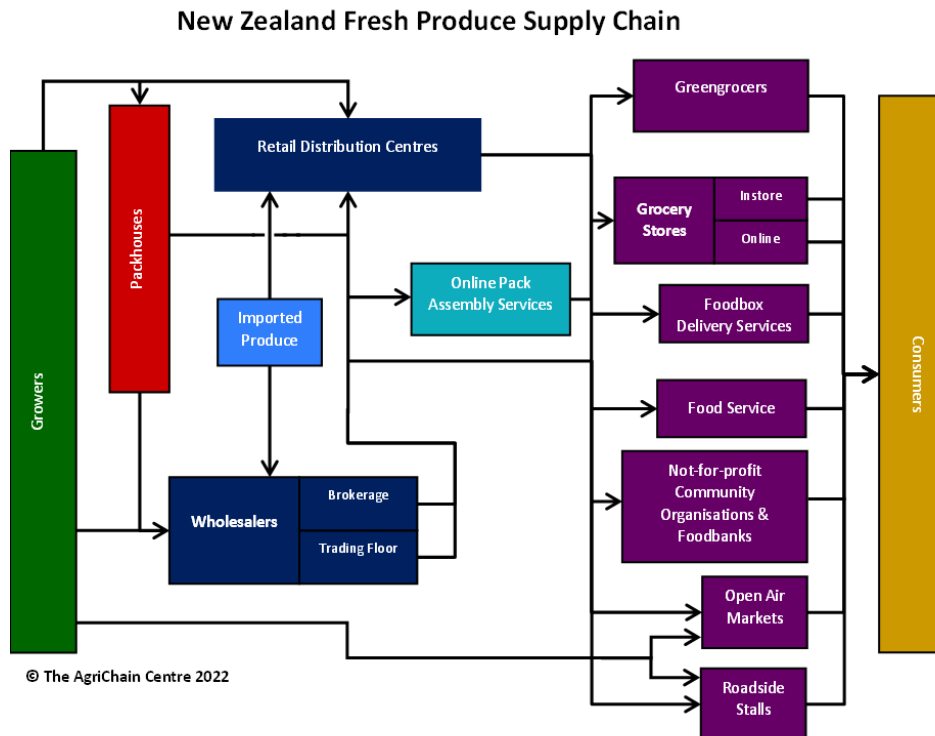 New Zealand Fresh Produce Supply Chain
Growers
Packhouses
Retail Distribution Centres
Imported
Produce
Wholesalers
Brokerage
Trading Floor
Online Pack
Assembly Services
Greengrocers
Grocery
Stores
Instore
Online
Foodbox
Delivery Services
Food Service
Not-for-profit
Community
Organisations &
Foodbanks
Open Air
Markets
Roadside
Stalls
Consumers
© The AgriChain Centre 2022